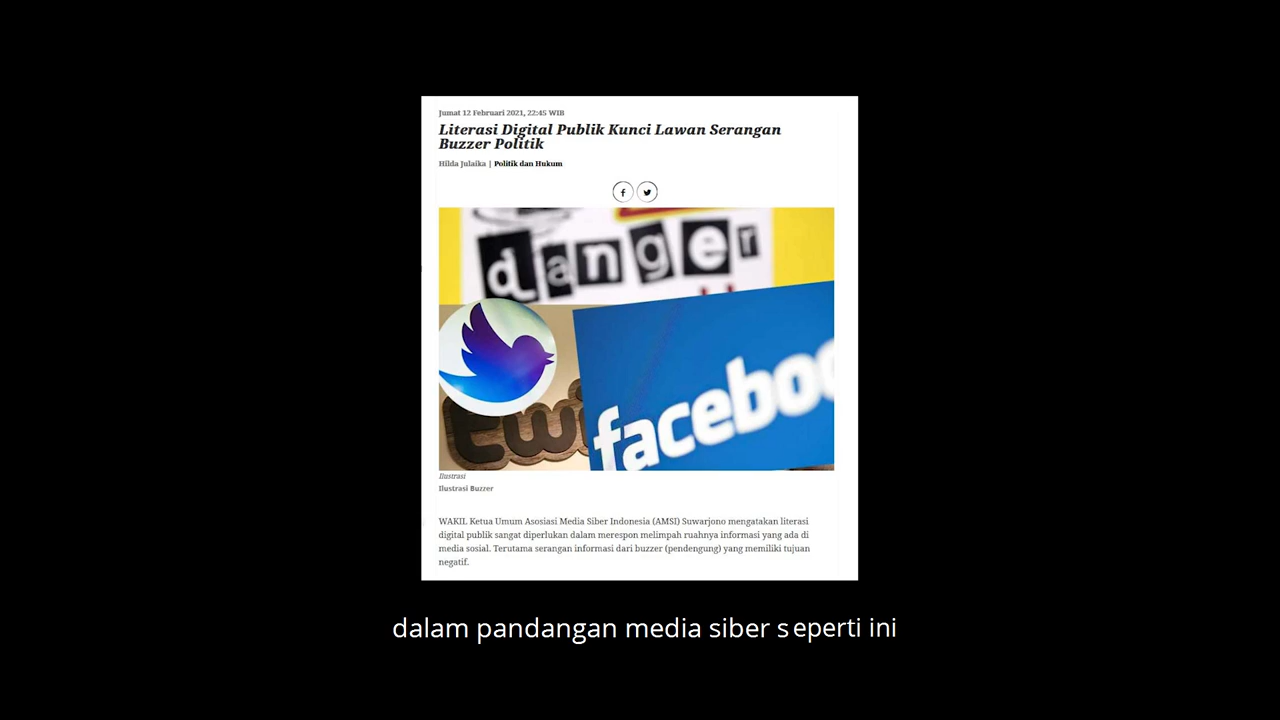 Jumat 12 Februari 2021, 22:45 WIB
Literasi Digital Publik Kunci Lawan Serangan
Buzzer Politik
Hilda Julaika | Politik dan Hukum
danger
twi
faceboo
Ilustrasi
Ilustrasi Buzzer
WAKIL Ketua Umum Asosiasi Media Siber Indonesia (AMSI) Suwarjono mengatakan literasi
digital publik sangat diperlukan dalam merespon melimpah ruahnya informasi yang ada di
media sosial. Terutama serangan informasi dari buzzer (pendengung) yang memiliki tujuan
negatif.
dalam pandangan media siber seperti ini